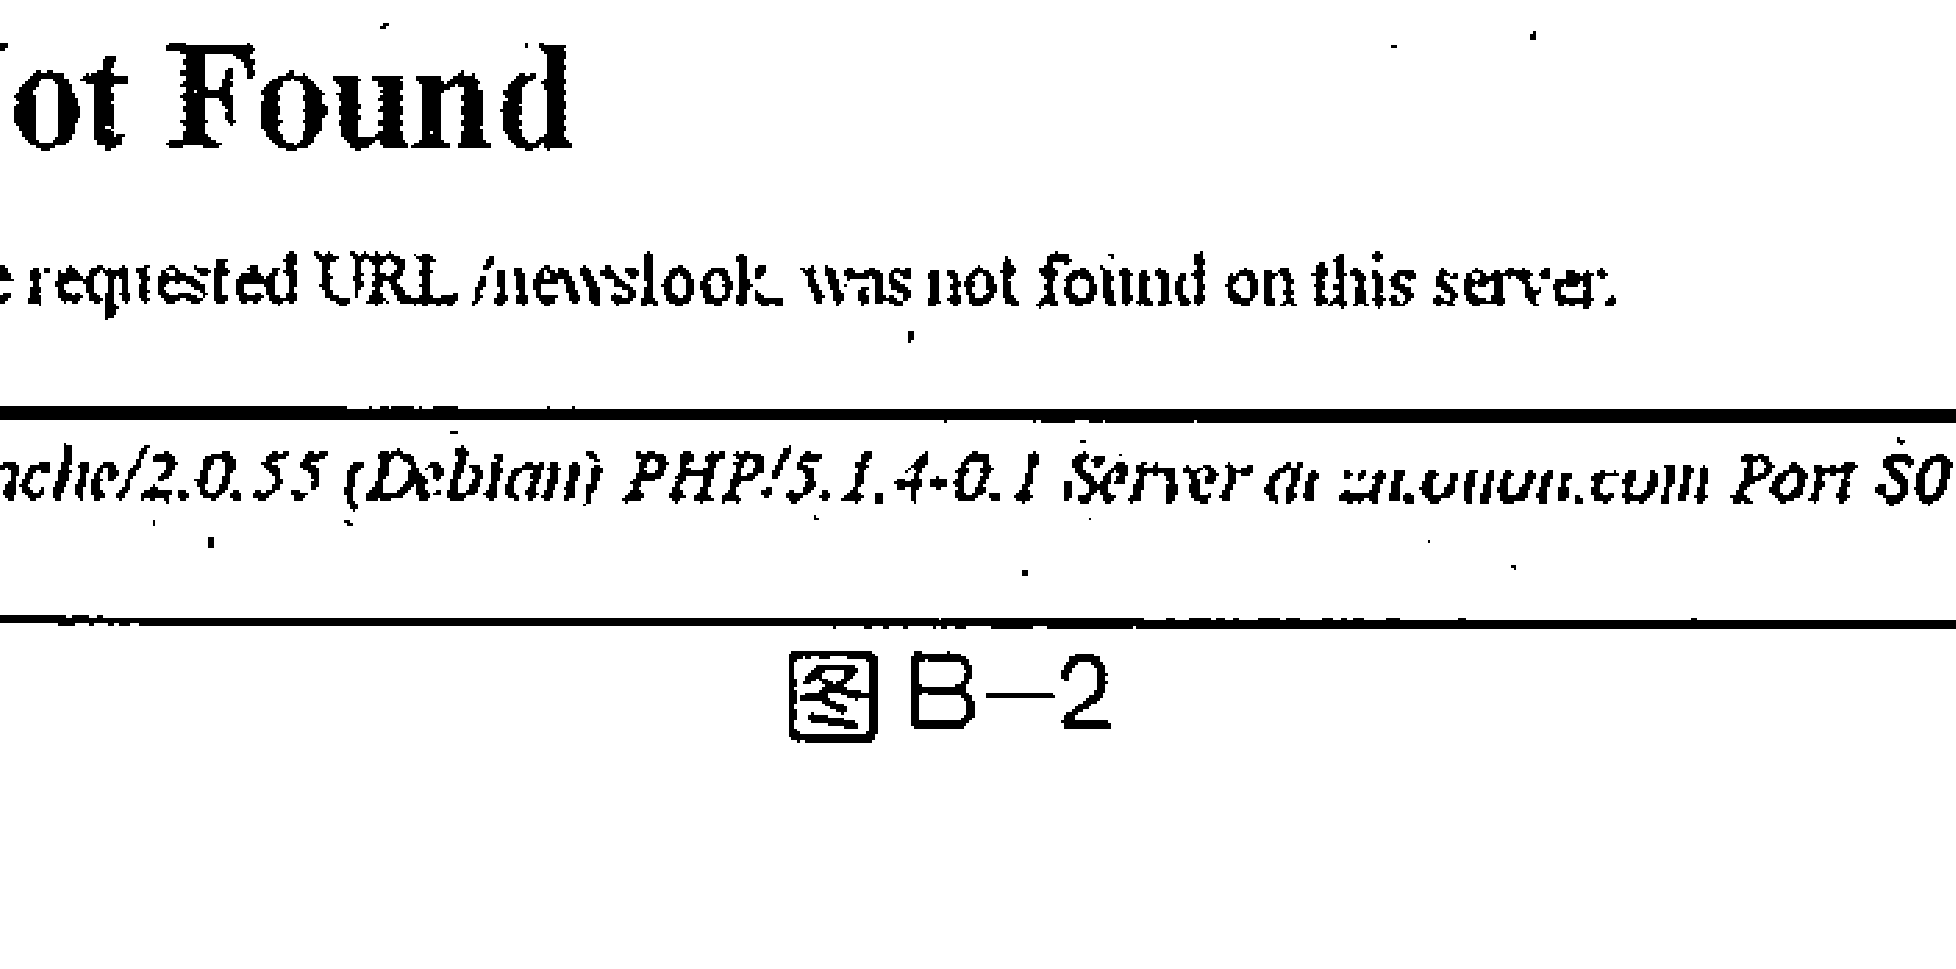 ot Found
e requested URL /newslook was not found on this server.
ache/2.0.55 (Debian) PHP/5.1.4-0.1 Server at Port 80
图 B-2